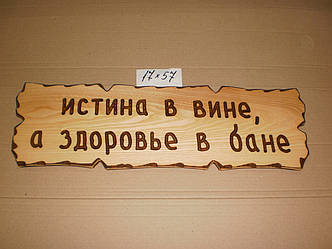 17×57
истина в вине,
а здоровье в бане